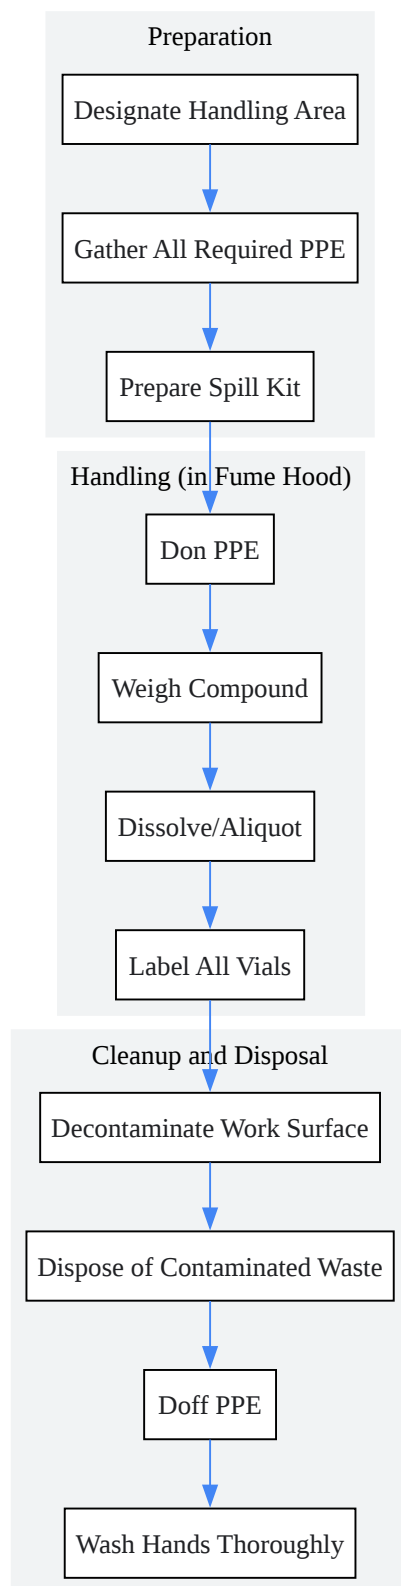 Preparation
Designate Handling Area
Gather All Required PPE
Prepare Spill Kit
Handling (in Fume Hood)
Don PPE
Weigh Compound
Dissolve/Aliquot
Label All Vials
Cleanup and Disposal
Decontaminate Work Surface
Dispose of Contaminated Waste
Doff PPE
Wash Hands Thoroughly